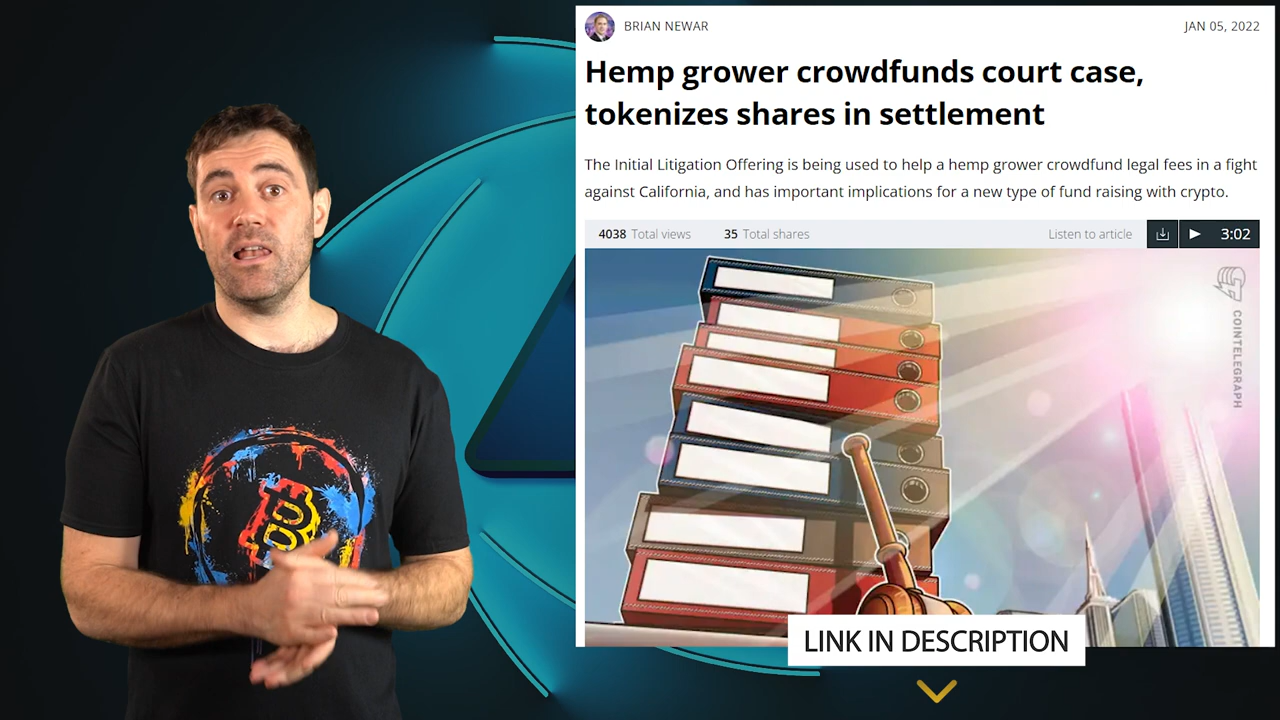 BRIAN NEWAR
JAN 05, 2022
Hemp grower crowdfunds court case,
tokenizes shares in settlement
The Initial Litigation Offering is being used to help a hemp grower crowdfund legal fees in a fight
against California, and has important implications for a new type of fund raising with crypto.
4038 Total views 35 Total shares
Listen to article 3:02
COINTELEGRAPH
LINK IN DESCRIPTION